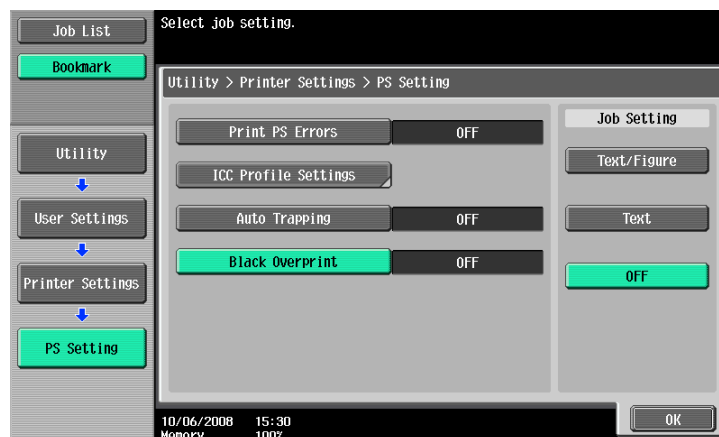 Job List
Bookmark
Utility
User Settings
Printer Settings
PS Setting
Select job setting.
Utility > Printer Settings > PS Setting
Print PS Errors OFF
ICC Profile Settings
Auto Trapping OFF
Black Overprint OFF
Job Setting
Text/Figure
Text
OFF
10/06/2008 15:30
Memory 100%
OK